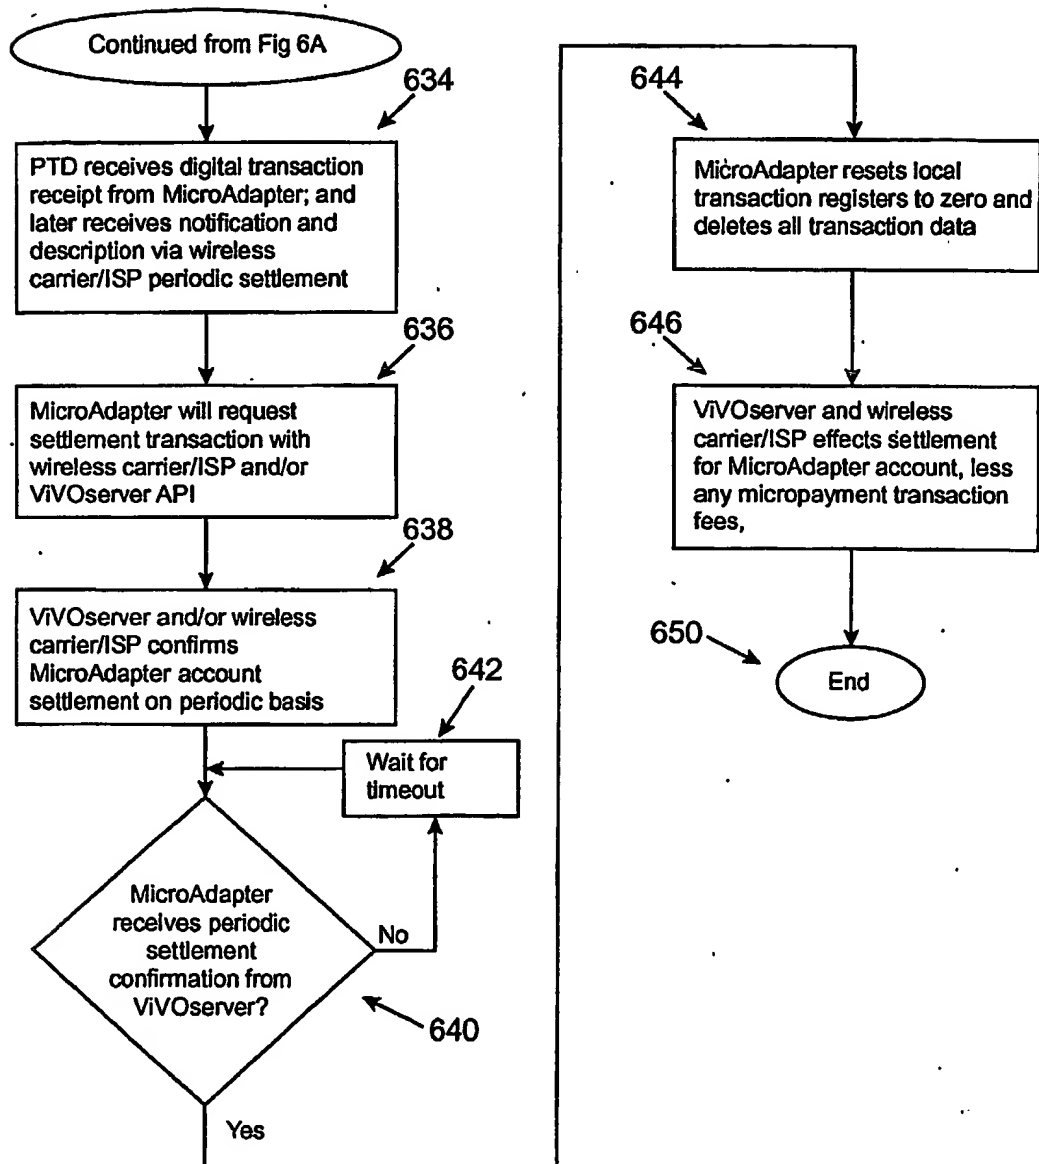 Continued from Fig 6A
634
PTD receives digital transaction
receipt from MicroAdapter; and
later receives notification and
description via wireless
carrier/ISP periodic settlement
636
MicroAdapter will request
settlement transaction with
wireless carrier/ISP and/or
ViVOserver API
638
ViVOserver and/or wireless
carrier/ISP confirms
MicroAdapter account
settlement on periodic basis
642
Wait for
timeout
MicroAdapter
receives periodic
settlement
confirmation from
ViVOserver?
No
640
Yes
644
MicroAdapter resets local
transaction registers to zero and
deletes all transaction data
646
ViVOserver and wireless
carrier/ISP effects settlement
for MicroAdapter account, less
any micropayment transaction
fees,
650
End